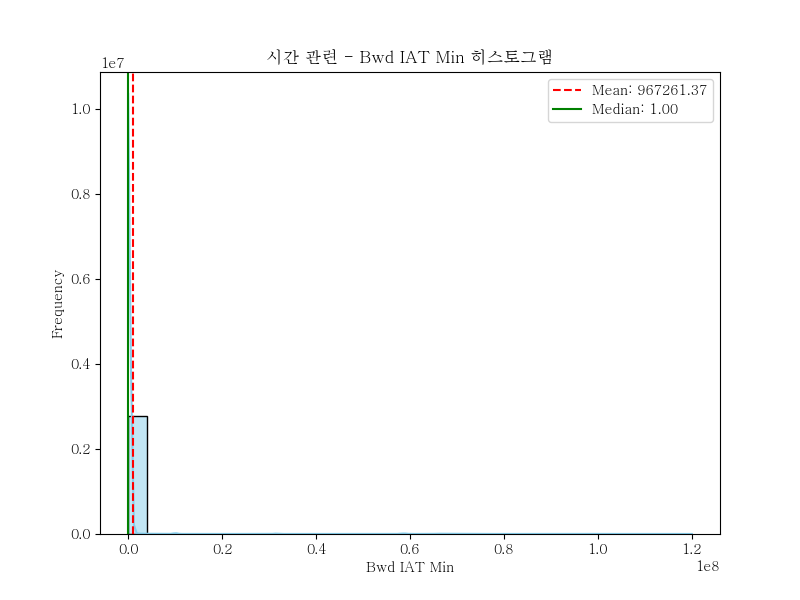 시간 관련 - Bwd IAT Min 히스토그램
1e7
Mean: 967261.37
Median: 1.00
1.0
0.8
0.6
0.4
0.2
0.0
Frequency
0.0 0.2 0.4 0.6 0.8 1.0 1.2
1e8
Bwd IAT Min